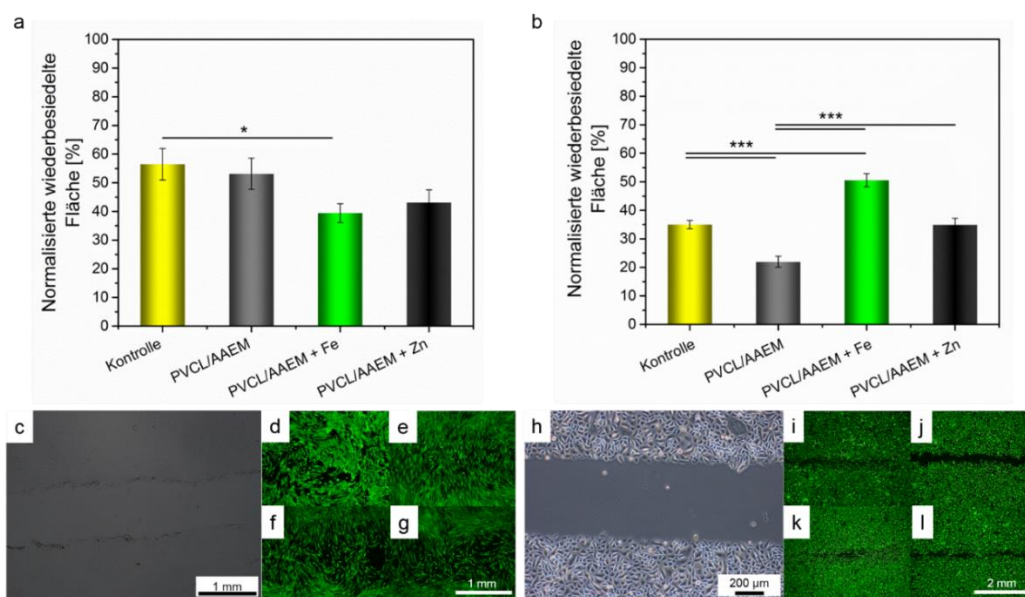 a
Normalisierte wiederbesiedelte
Fläche [%]
100
90
80
70
60
50
40
30
20
10
0
*
Kontrolle
PVCL/AAEM
PVCL/AAEM + Fe
PVCL/AAEM + Zn
b
Normalisierte wiederbesiedelte
Fläche [%]
100
90
80
70
60
50
40
30
20
10
0
***
***
Kontrolle
PVCL/AAEM
PVCL/AAEM + Fe
PVCL/AAEM + Zn
c
1 mm
d
e
f
g
1 mm
h
200 µm
i
j
k
l
2 mm